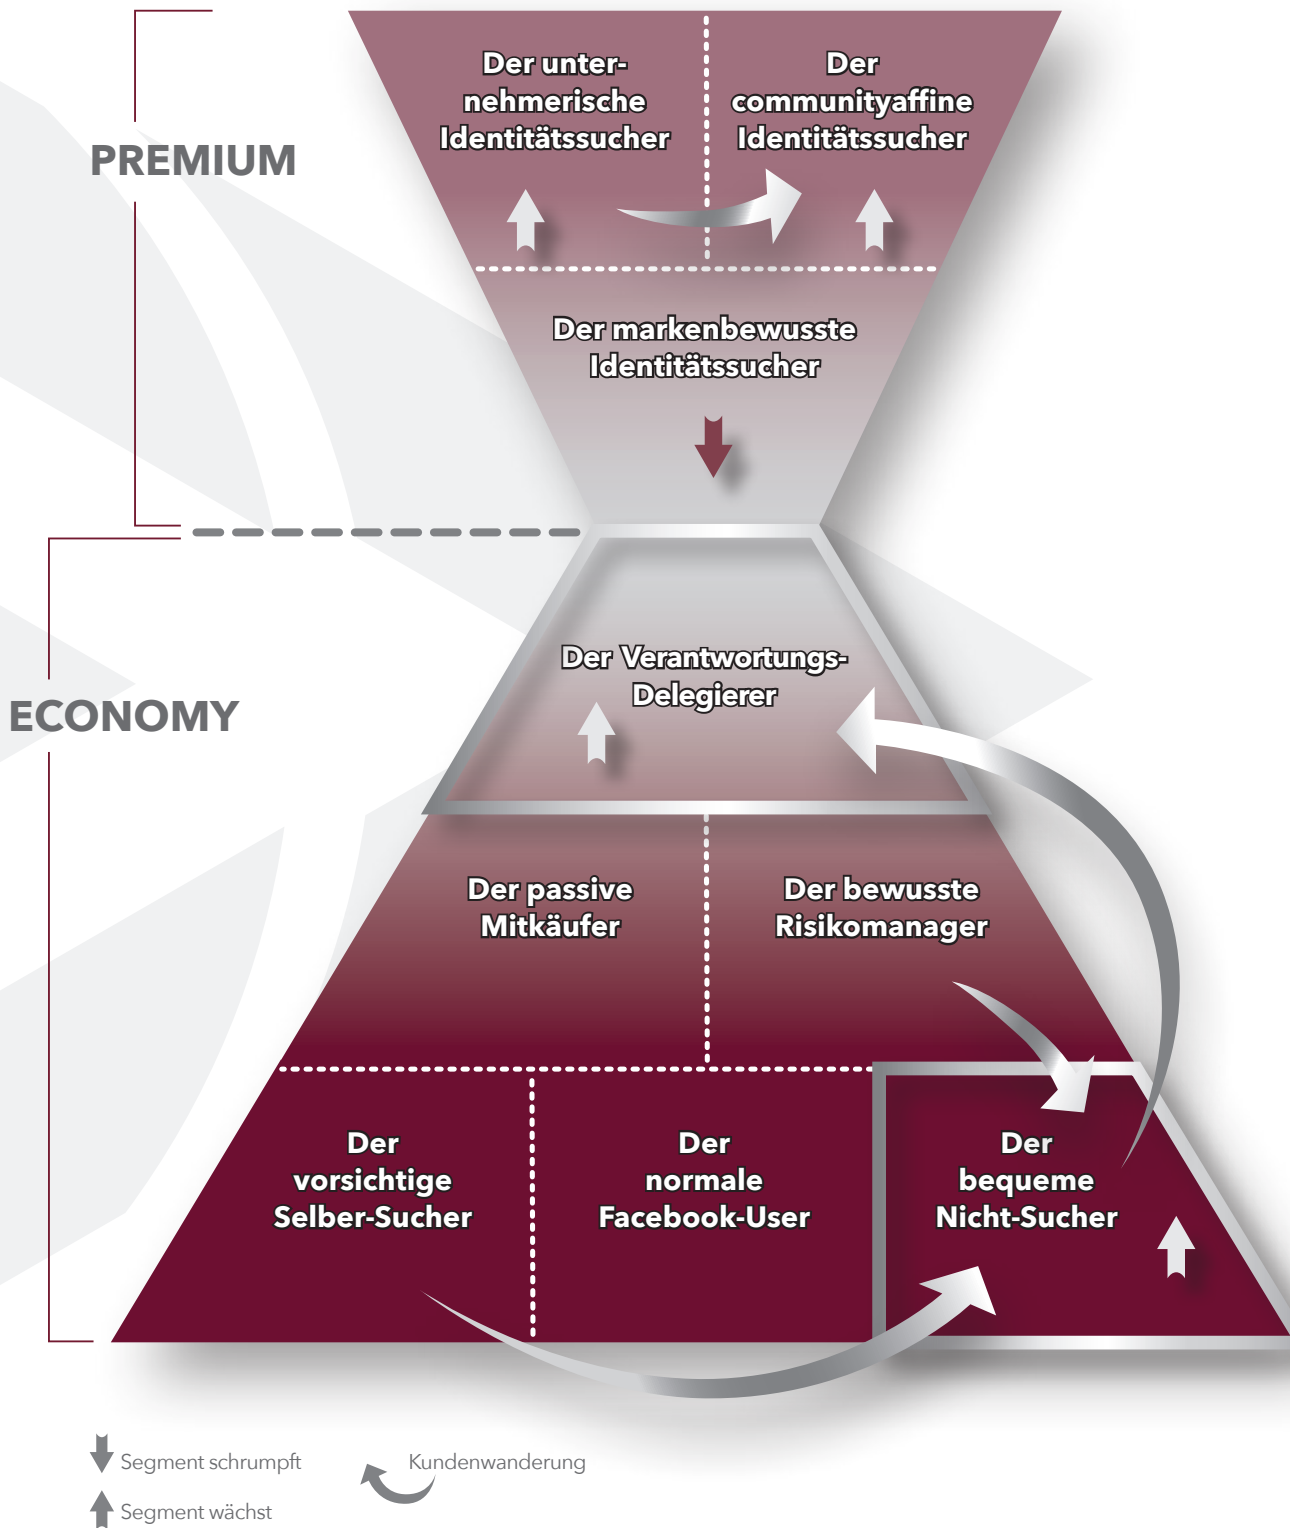 Der unter-
nehmerische
Identitätssucher
Der
communityaffine
Identitätssucher
PREMIUM
Der markenbewusste
Identitätssucher
Der Verantwortungs-
Delegierer
ECONOMY
Der passive
Mitkäufer
Der bewusste
Risikomanager
Der
vorsichtige
Selber-Sucher
Der
normale
Facebook-User
Der
bequeme
Nicht-Sucher
Segment schrumpft
Kundenwanderung
Segment wächst